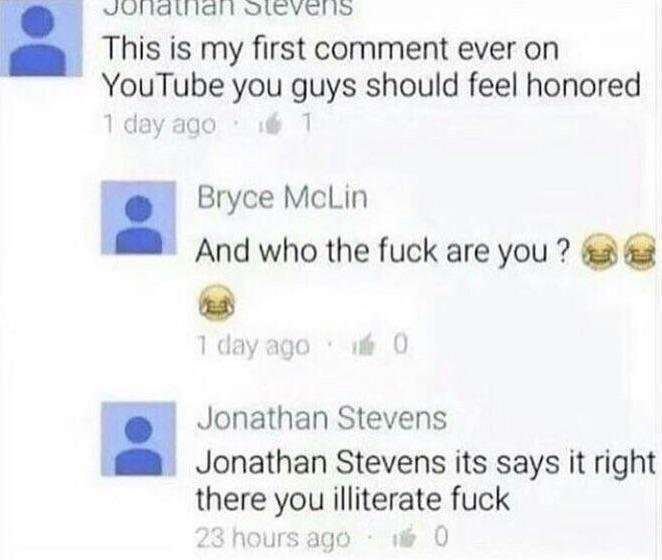 Jonathan Stevens
This is my first comment ever on
YouTube you guys should feel honored
1 day ago · 1
Bryce McLin
And who the fuck are you ? 😂😂
😂
1 day ago · 0
Jonathan Stevens
Jonathan Stevens its says it right
there you illiterate fuck
23 hours ago · 0